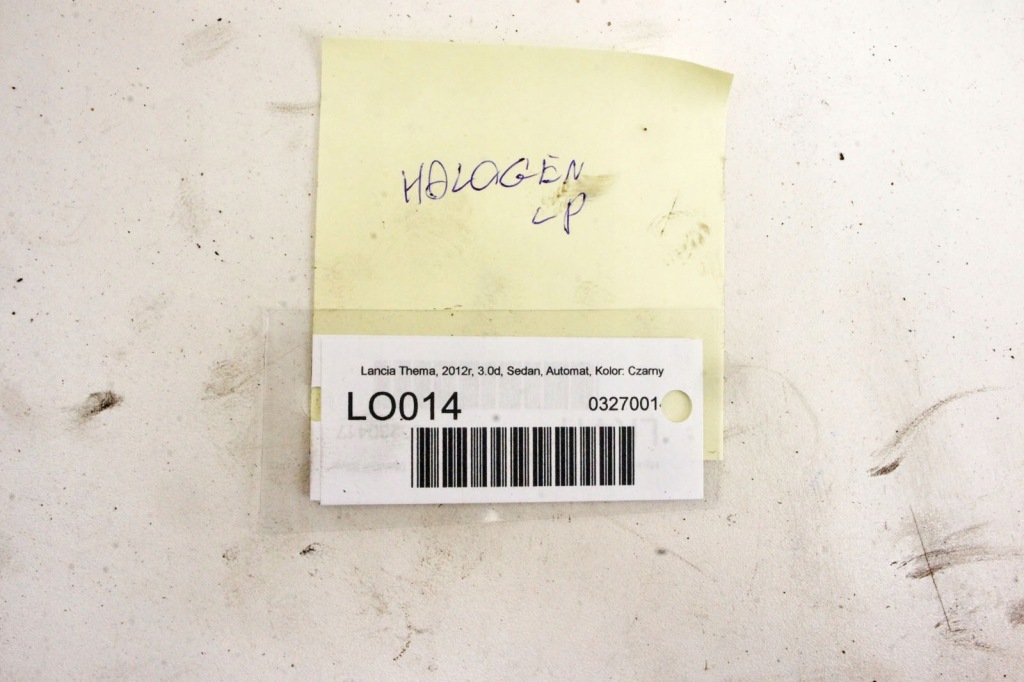 HALOGEN
LP
Lancia Thema, 2012r, 3.0d, Sedan, Automat, Kolor: Czarny
LO014
0327001